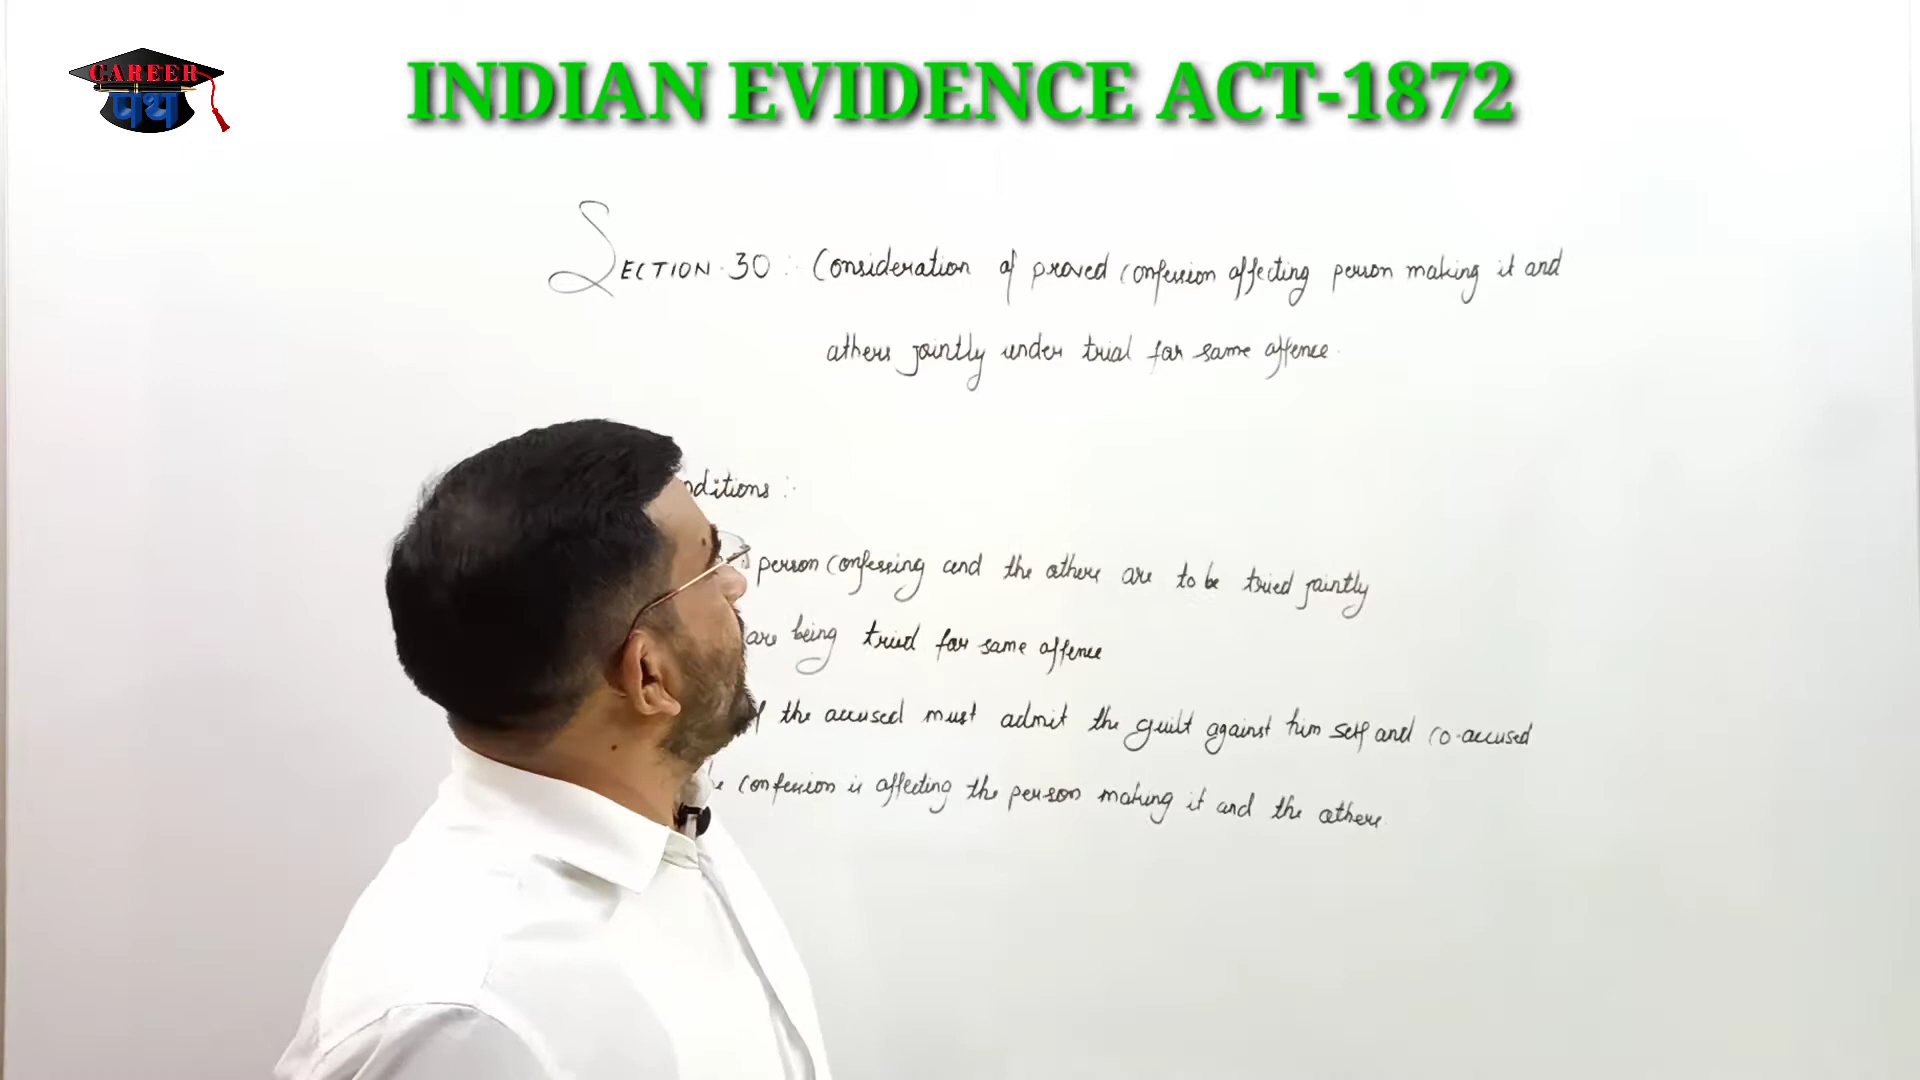 CAREER
पथ
INDIAN EVIDENCE ACT-1872
SECTION 30 : Consideration of proved confession affecting person making it and
others jointly under trial for same offence.
nditions :
person confessing and the others are to be tried jointly
are being tried for same offence
the accused must admit the guilt against him self and co-accused
confession is affecting the person making it and the others